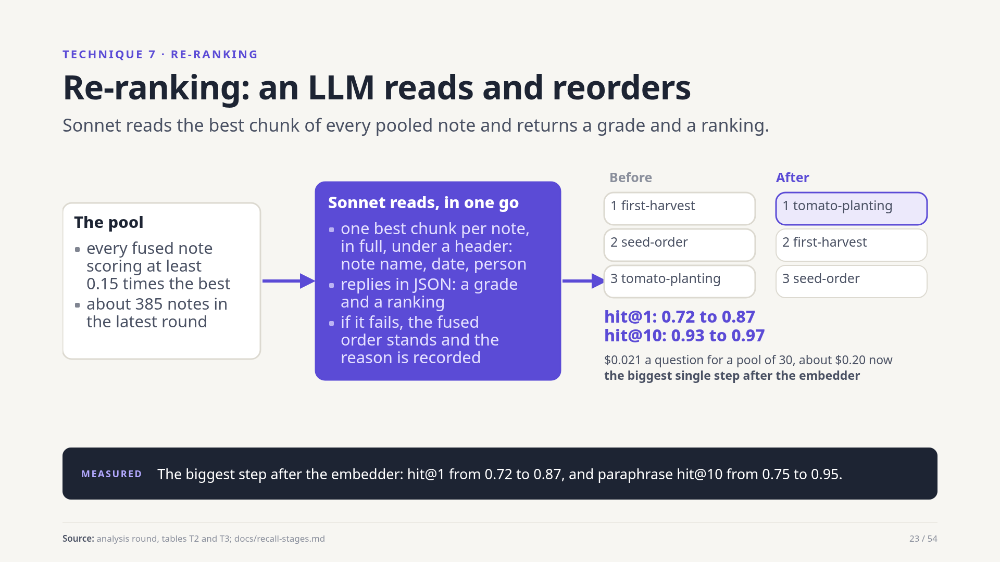 TECHNIQUE 7 · RE-RANKING
Re-ranking: an LLM reads and reorders
Sonnet reads the best chunk of every pooled note and returns a grade and a ranking.
The pool
▪ every fused note
scoring at least
0.15 times the best
▪ about 385 notes in
the latest round
Sonnet reads, in one go
▪ one best chunk per note,
in full, under a header:
note name, date, person
▪ replies in JSON: a grade
and a ranking
▪ if it fails, the fused
order stands and the
reason is recorded
Before
1 first-harvest
2 seed-order
3 tomato-planting
After
1 tomato-planting
2 first-harvest
3 seed-order
hit@1: 0.72 to 0.87
hit@10: 0.93 to 0.97
$0.021 a question for a pool of 30, about $0.20 now
the biggest single step after the embedder
MEASURED The biggest step after the embedder: hit@1 from 0.72 to 0.87, and paraphrase hit@10 from 0.75 to 0.95.
Source: analysis round, tables T2 and T3; docs/recall-stages.md
23 / 54